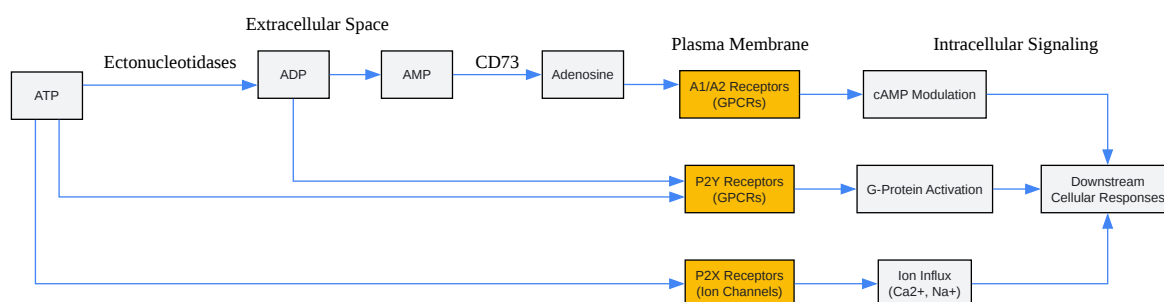 Extracellular Space
Plasma Membrane
Intracellular Signaling
Ectonucleotidases
CD73
ATP
ADP
AMP
Adenosine
A1/A2 Receptors
(GPCRs)
cAMP Modulation
P2Y Receptors
(GPCRs)
G-Protein Activation
Downstream
Cellular Responses
P2X Receptors
(Ion Channels)
Ion Influx
(Ca2+, Na+)